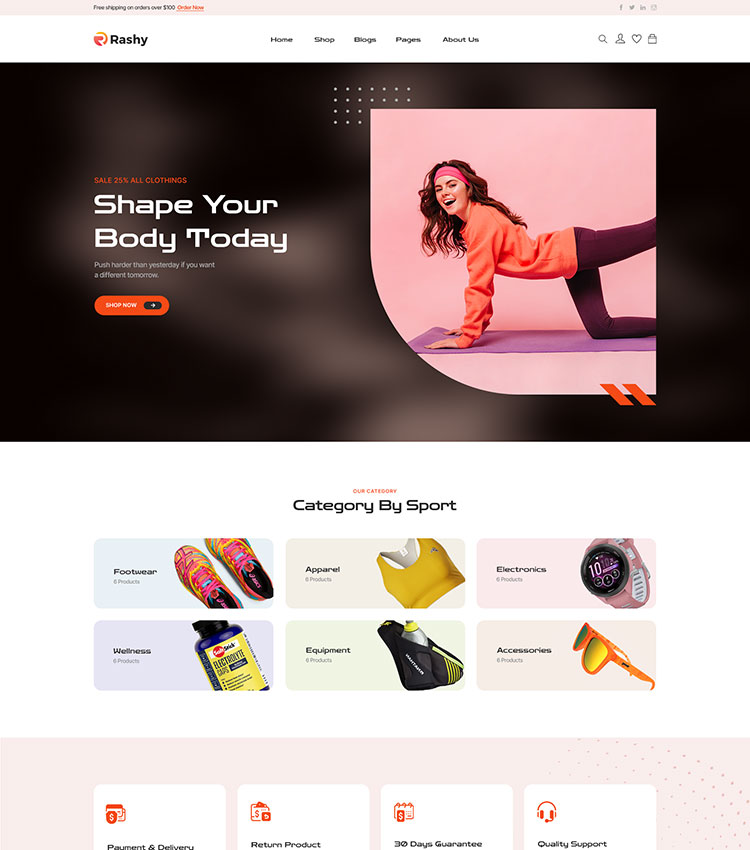 Free shipping on orders over $100 Order Now
Rashy
Home Shop Blogs Pages About Us
SALE 25% ALL CLOTHINGS
Shape Your
Body Today
Push harder than yesterday if you want
a different tomorrow.
SHOP NOW
OUR CATEGORY
Category By Sport
Footwear
6 Products
Apparel
6 Products
Electronics
6 Products
Wellness
6 Products
SaltStick
ELECTROLYTE
CAPS
Equipment
6 Products
Accessories
6 Products
Payment & Delivery
Return Product
30 Days Guarantee
Quality Support